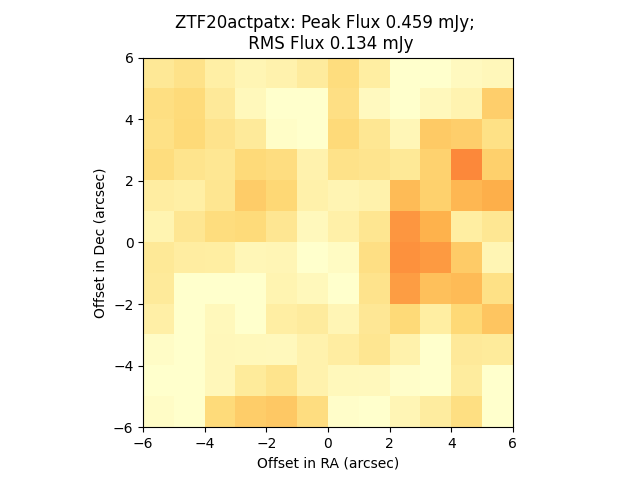 ZTF20actpatx: Peak Flux 0.459 mJy;
RMS Flux 0.134 mJy
6
4
2
0
−2
−4
−6
Offset in Dec (arcsec)
−6 −4 −2 0 2 4 6
Offset in RA (arcsec)